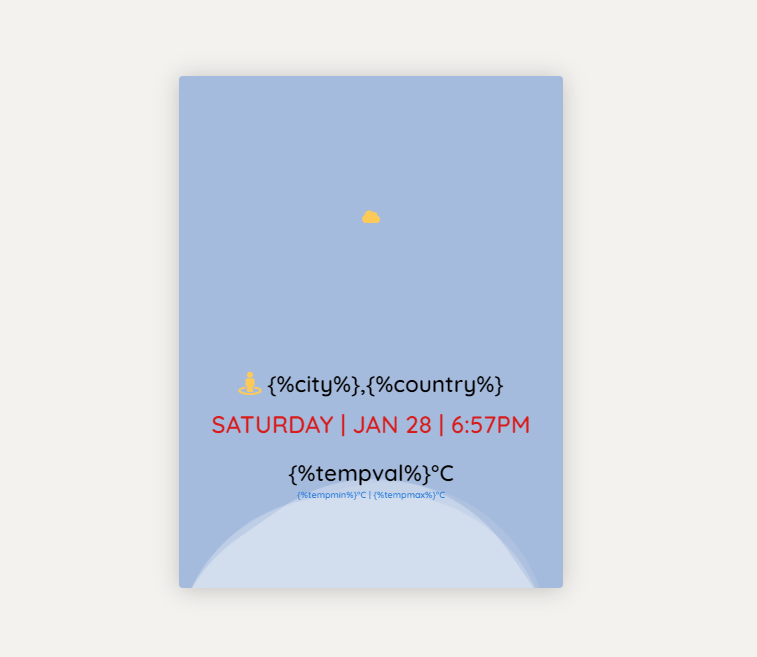 {%city%},{%country%}
SATURDAY | JAN 28 | 6:57PM
{%tempval%}°C
{%tempmin%}°C | {%tempmax%}°C